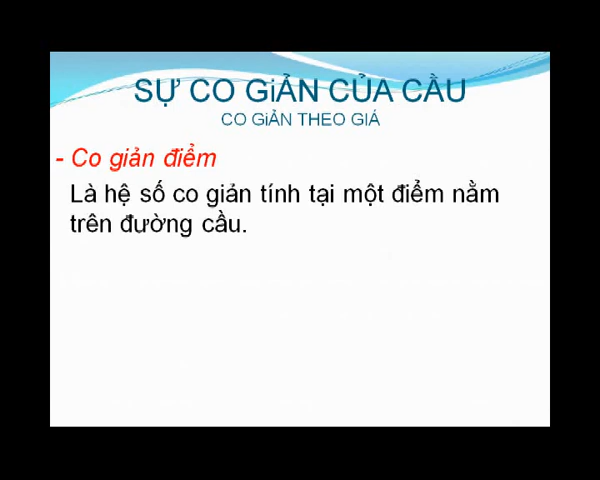 SỰ CO GiẢN CỦA CẦU
CO GiẢN THEO GIÁ
- Co giản điểm
Là hệ số co giản tính tại một điểm nằm
trên đường cầu.